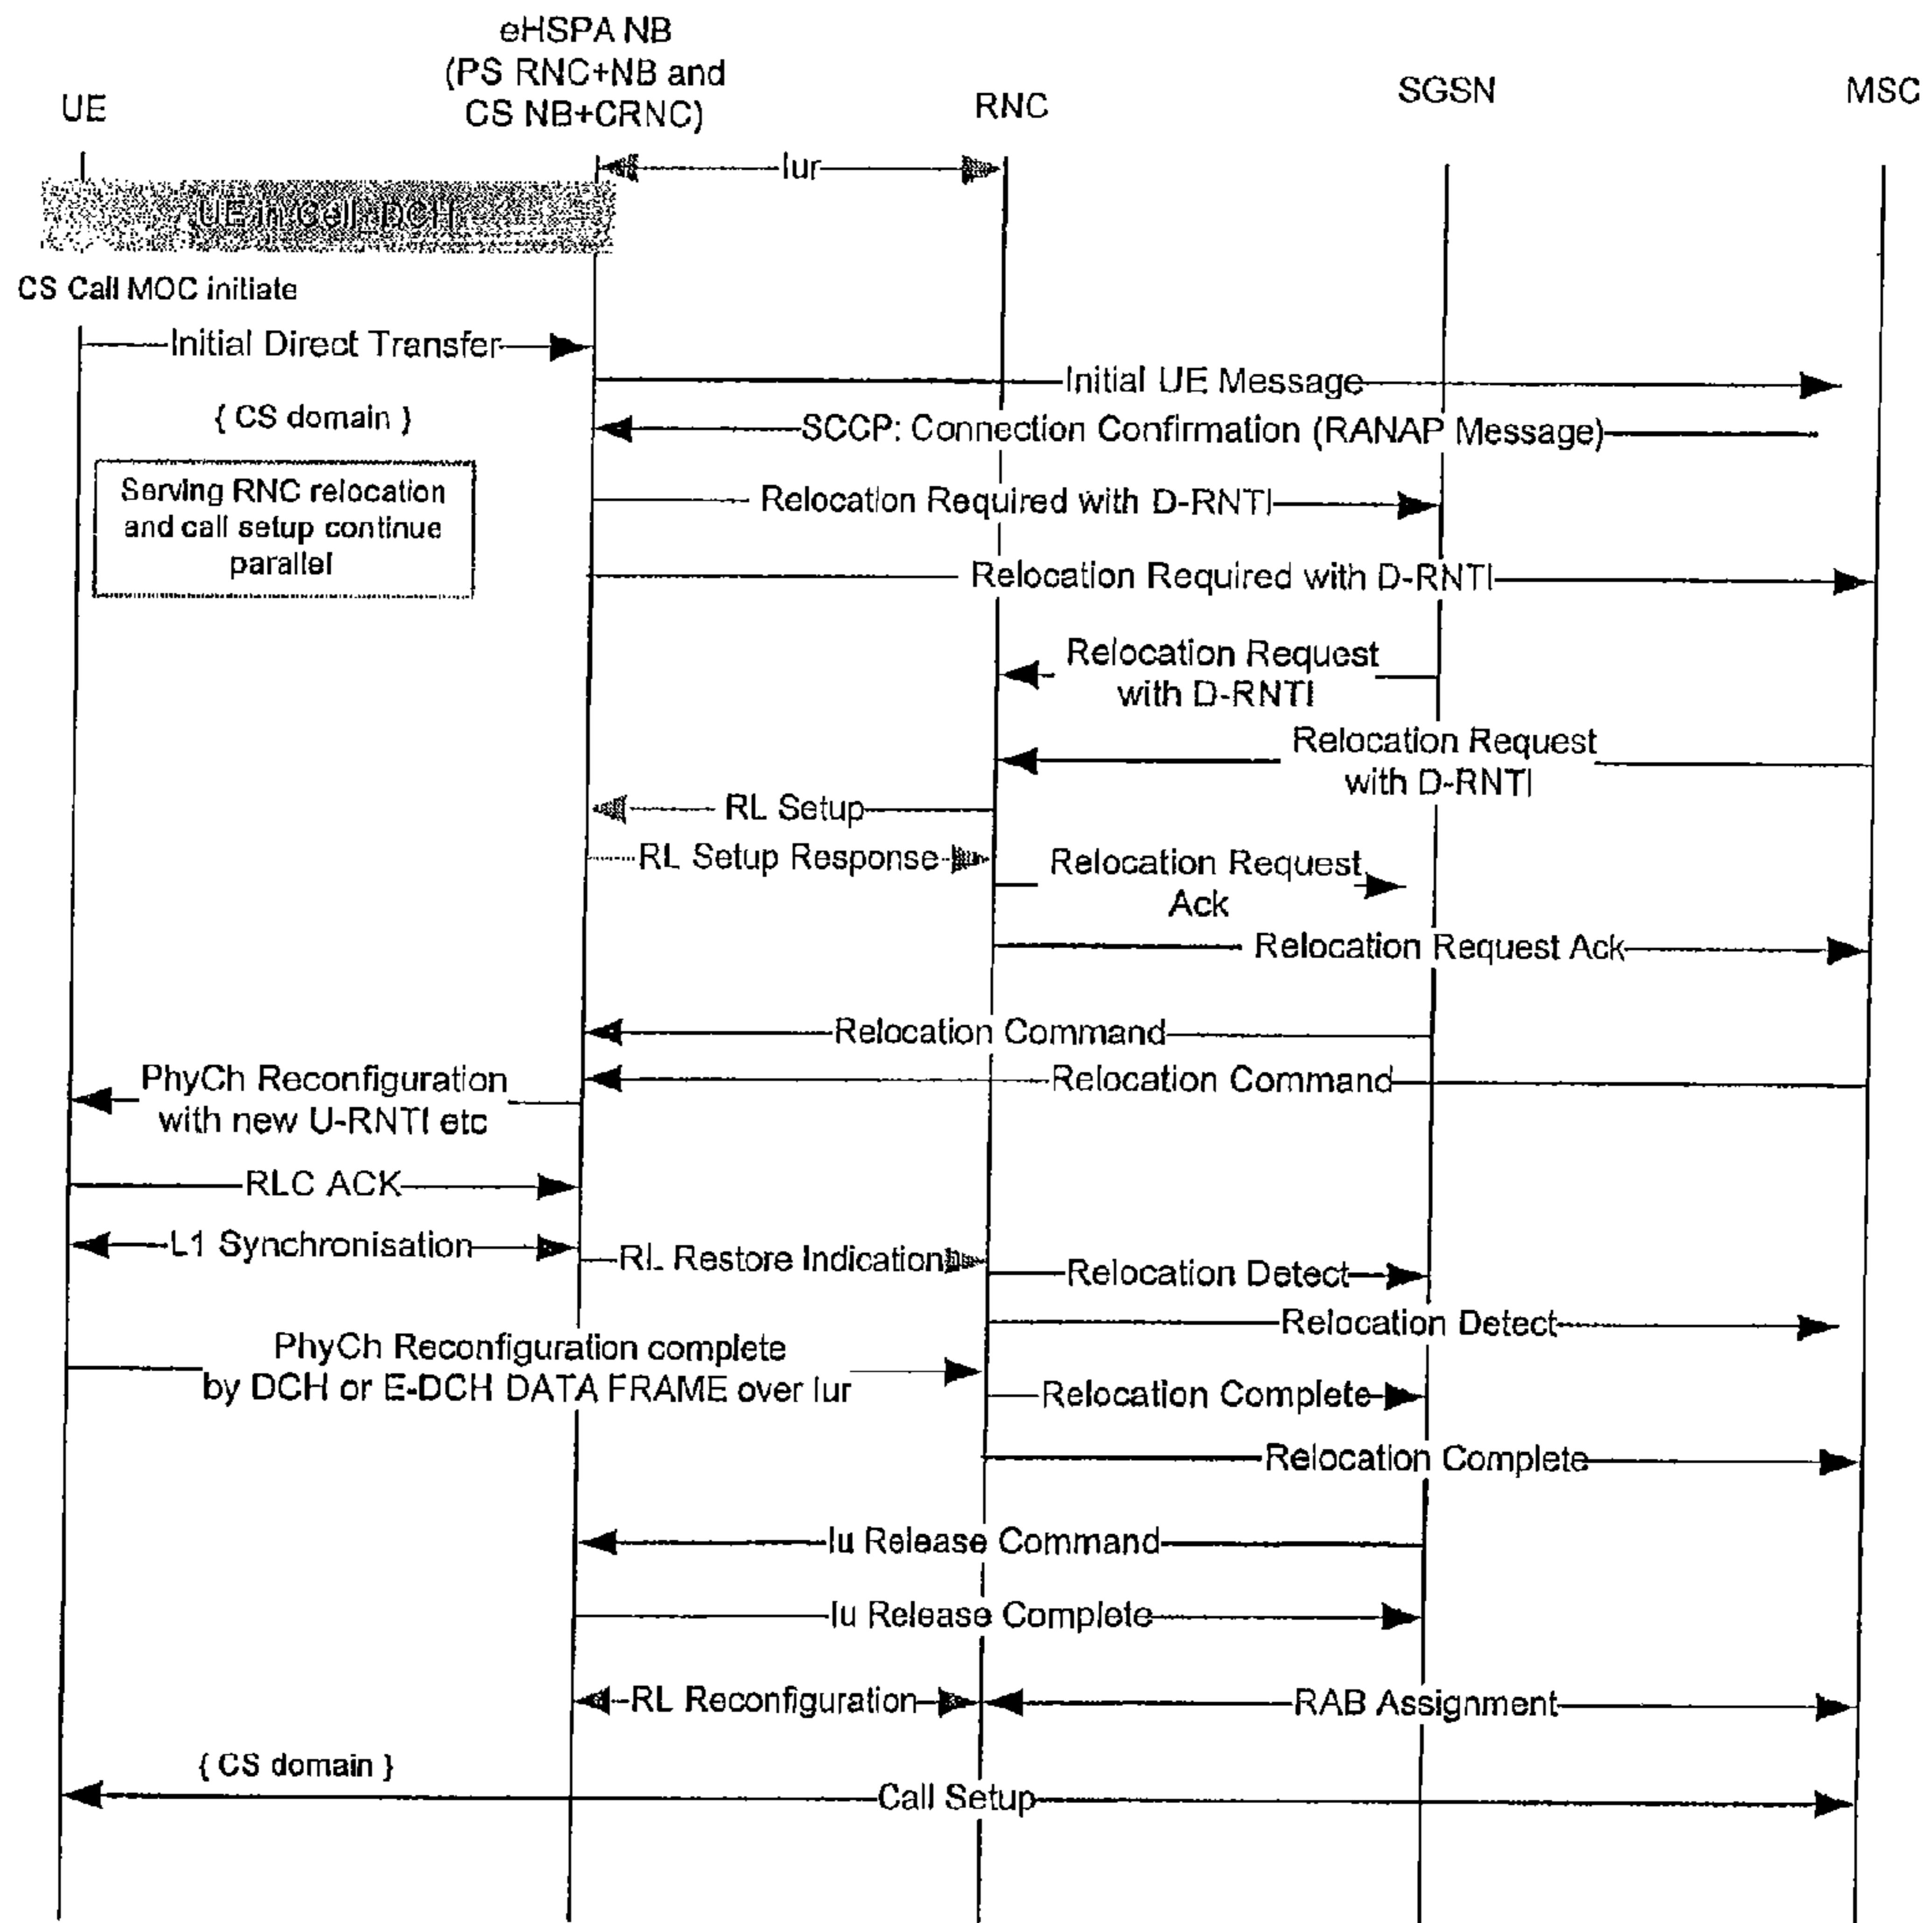 eHSPA NB
(PS RNC+NB and
CS NB+CRNC)
UE
RNC
SGSN
MSC
Iur
UE in Cell_DCH
CS Call MOC initiate
Initial Direct Transfer
Initial UE Message
{ CS domain }
SCCP: Connection Confirmation (RANAP Message)
Serving RNC relocation
and call setup continue
parallel
Relocation Required with D-RNTI
Relocation Required with D-RNTI
Relocation Request
with D-RNTI
Relocation Request
with D-RNTI
RL Setup
RL Setup Response
Relocation Request
Ack
Relocation Request Ack
Relocation Command
Relocation Command
PhyCh Reconfiguration
with new U-RNTI etc
RLC ACK
L1 Synchronisation
RL Restore Indication
Relocation Detect
Relocation Detect
PhyCh Reconfiguration complete
by DCH or E-DCH DATA FRAME over Iur
Relocation Complete
Relocation Complete
Iu Release Command
Iu Release Complete
RL Reconfiguration
RAB Assignment
{ CS domain }
Call Setup